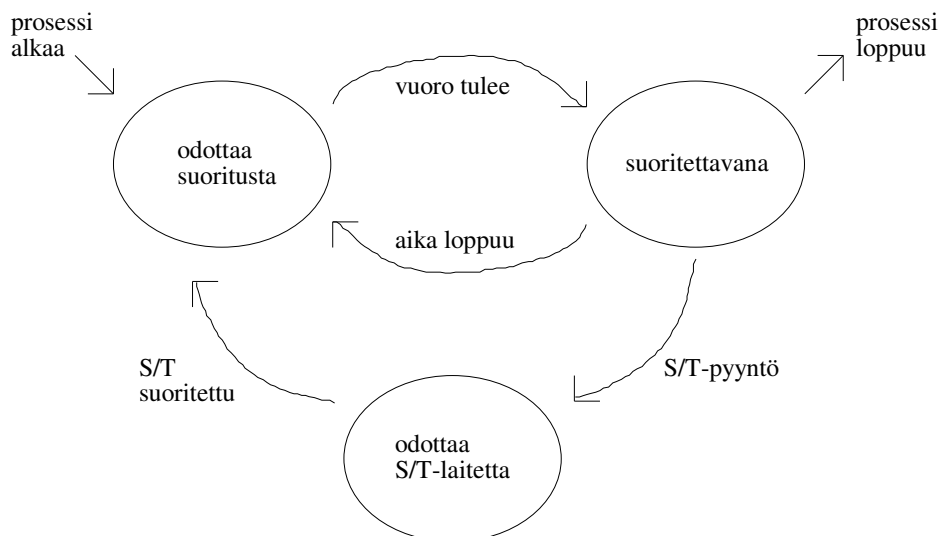 prosessi
alkaa
prosessi
loppuu
vuoro tulee
odottaa
suoritusta
suoritettavana
aika loppuu
S/T
suoritettu
S/T-pyyntö
odottaa
S/T-laitetta